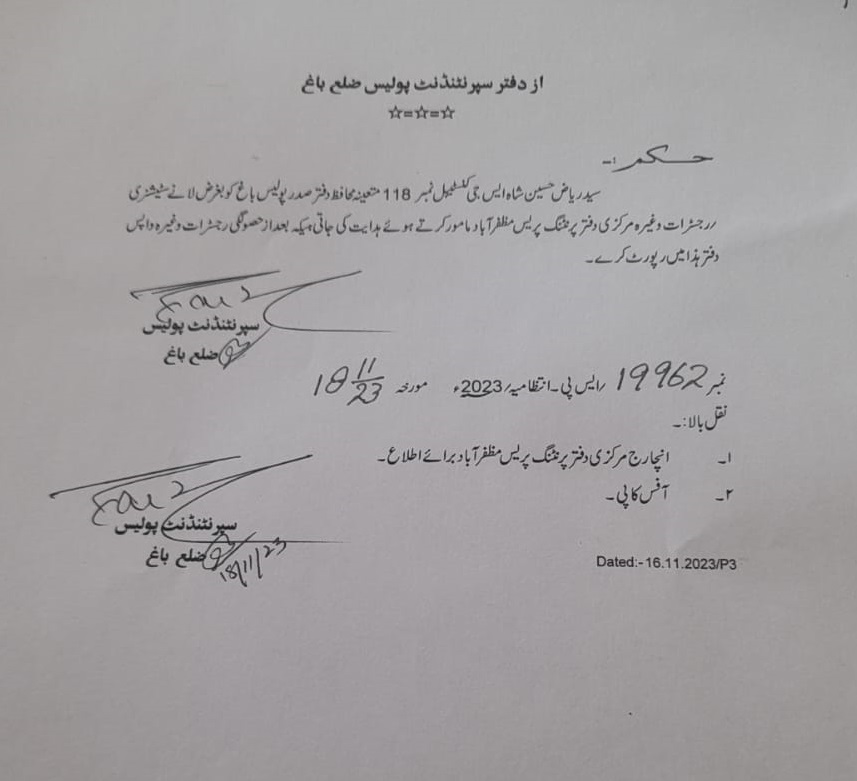 از دفتر سپرنٹنڈنٹ پولیس ضلع باغ
☆=☆=☆
حکم:۔
سید ریاض حسین شاہ ایس جی کنسٹیبل نمبر 118 متعینہ محافظ دفتر صدر پولیس باغ کو بغرض لانے سٹیشنری
/رجسٹرات وغیرہ مرکزی دفتر پرنٹنگ پریس مظفرآباد مامور کرتے ہوئے ہدایت کی جاتی ہیکہ بعد از حصولگی رجسٹرات وغیرہ واپس
دفتر ہذا میں رپورٹ کرے۔
سپرنٹنڈنٹ پولیس
ضلع باغ
نمبر 19962 /ایس پی۔انتظامیہ/2023ء مورخہ 18 11/23
نقل بالا:۔
۱۔ انچارج مرکزی دفتر پرنٹنگ پریس مظفرآباد برائے اطلاع۔
۲۔ آفس کاپی۔
سپرنٹنڈنٹ پولیس
ضلع باغ
18/11/23
Dated:-16.11.2023/P3